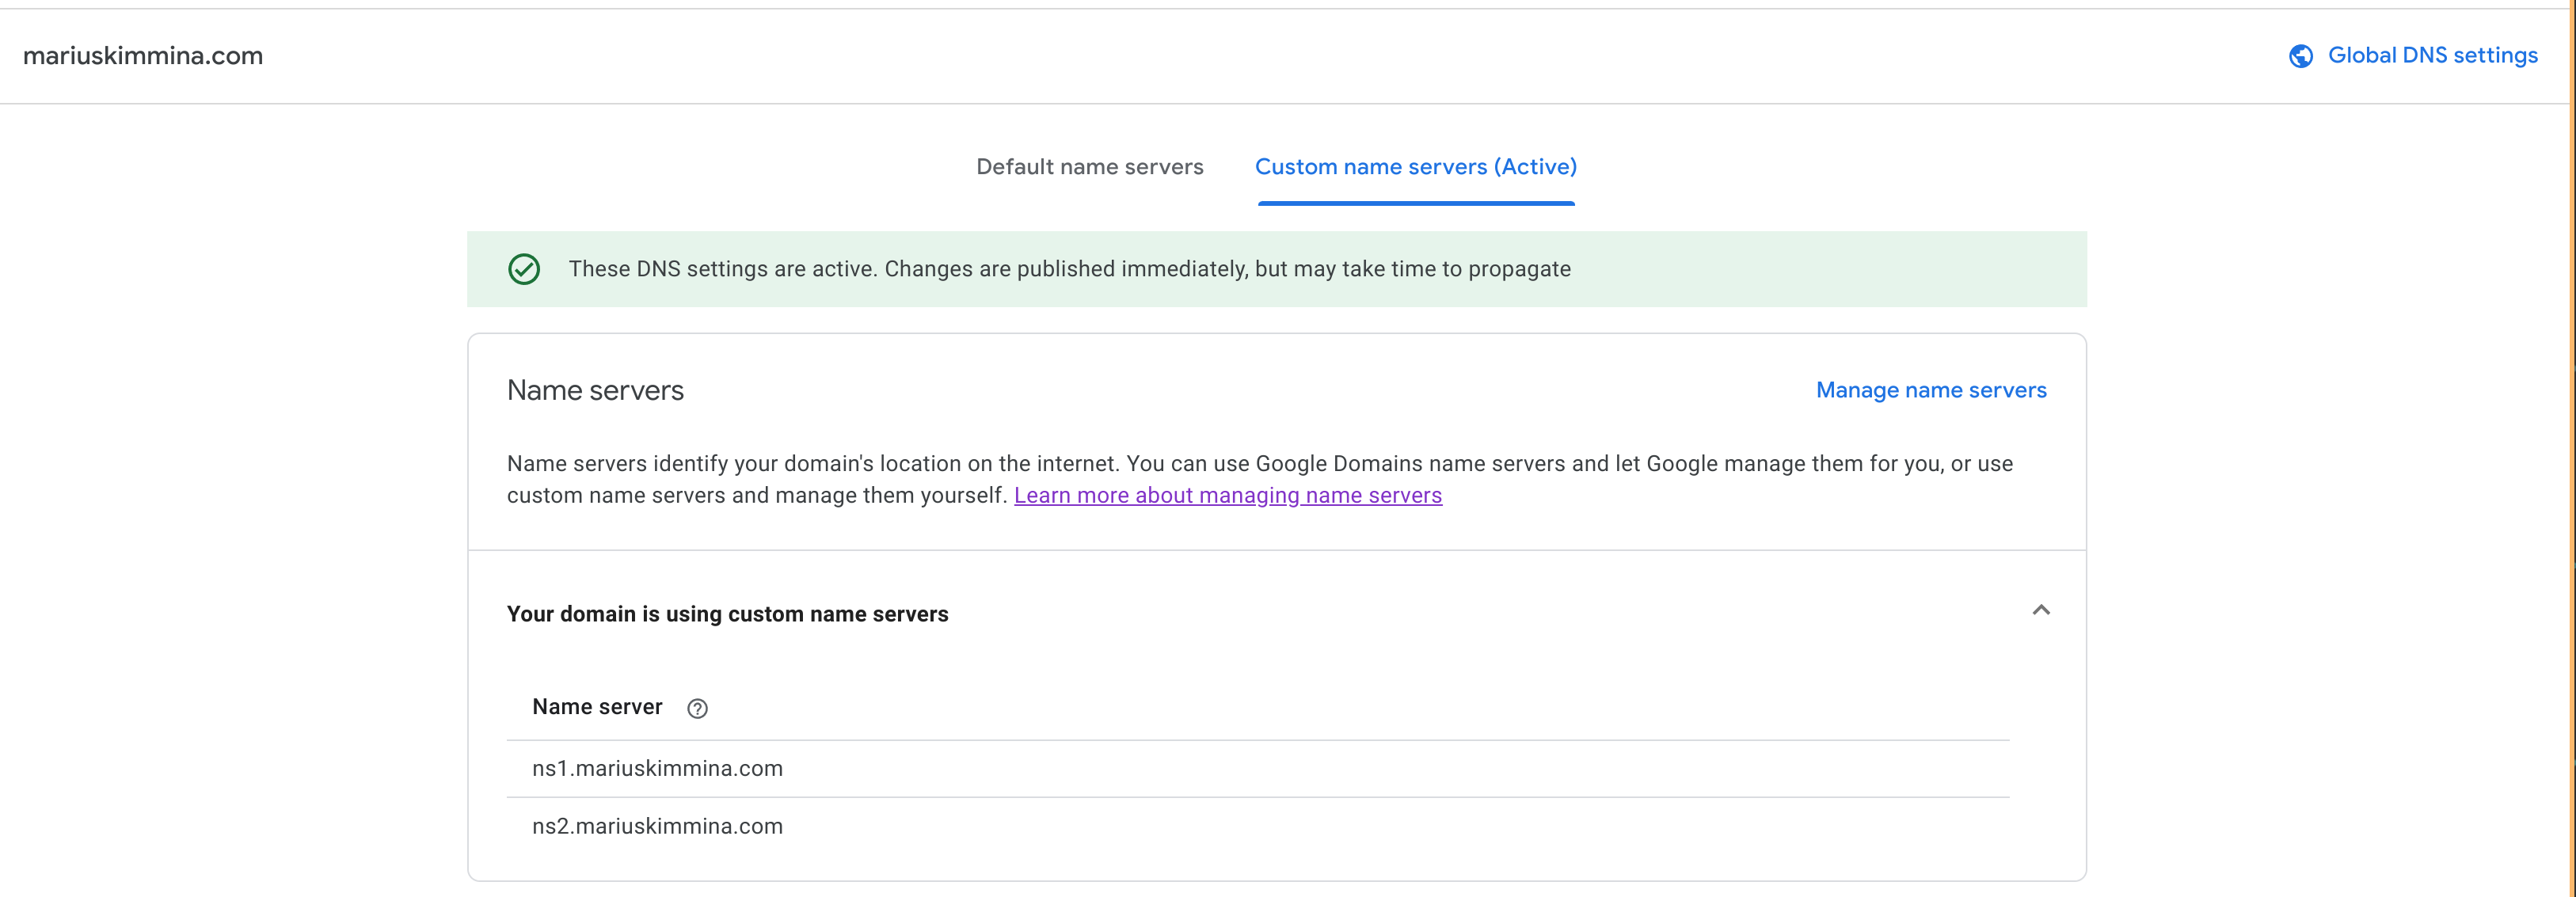 mariuskimmina.com
Global DNS settings
Default name servers
Custom name servers (Active)
These DNS settings are active. Changes are published immediately, but may take time to propagate
Name servers
Manage name servers
Name servers identify your domain's location on the internet. You can use Google Domains name servers and let Google manage them for you, or use
custom name servers and manage them yourself. Learn more about managing name servers
Your domain is using custom name servers
Name server
ns1.mariuskimmina.com
ns2.mariuskimmina.com